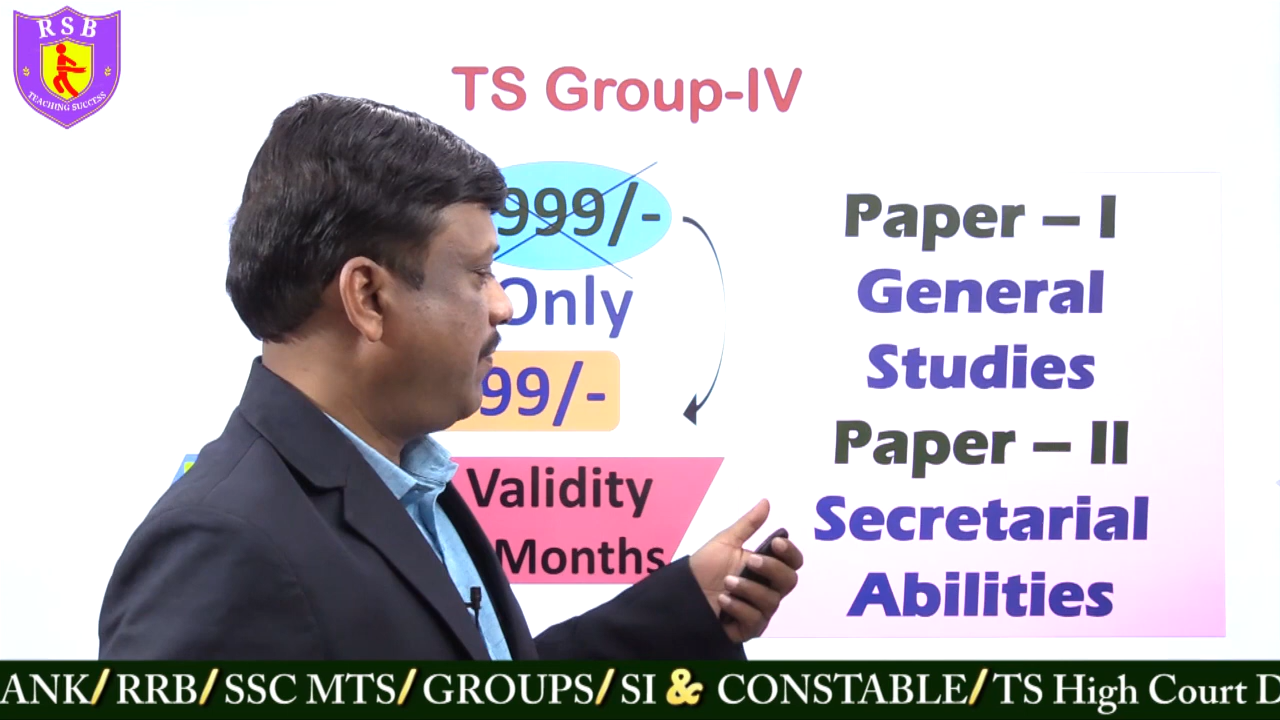 RSB
TEACHING SUCCESS
TS Group-IV
999/-
Only
99/-
Validity
Months
Paper – I
General
Studies
Paper – II
Secretarial
Abilities
ANK/RRB/SSC MTS/GROUPS/SI & CONSTABLE/TS High Court D